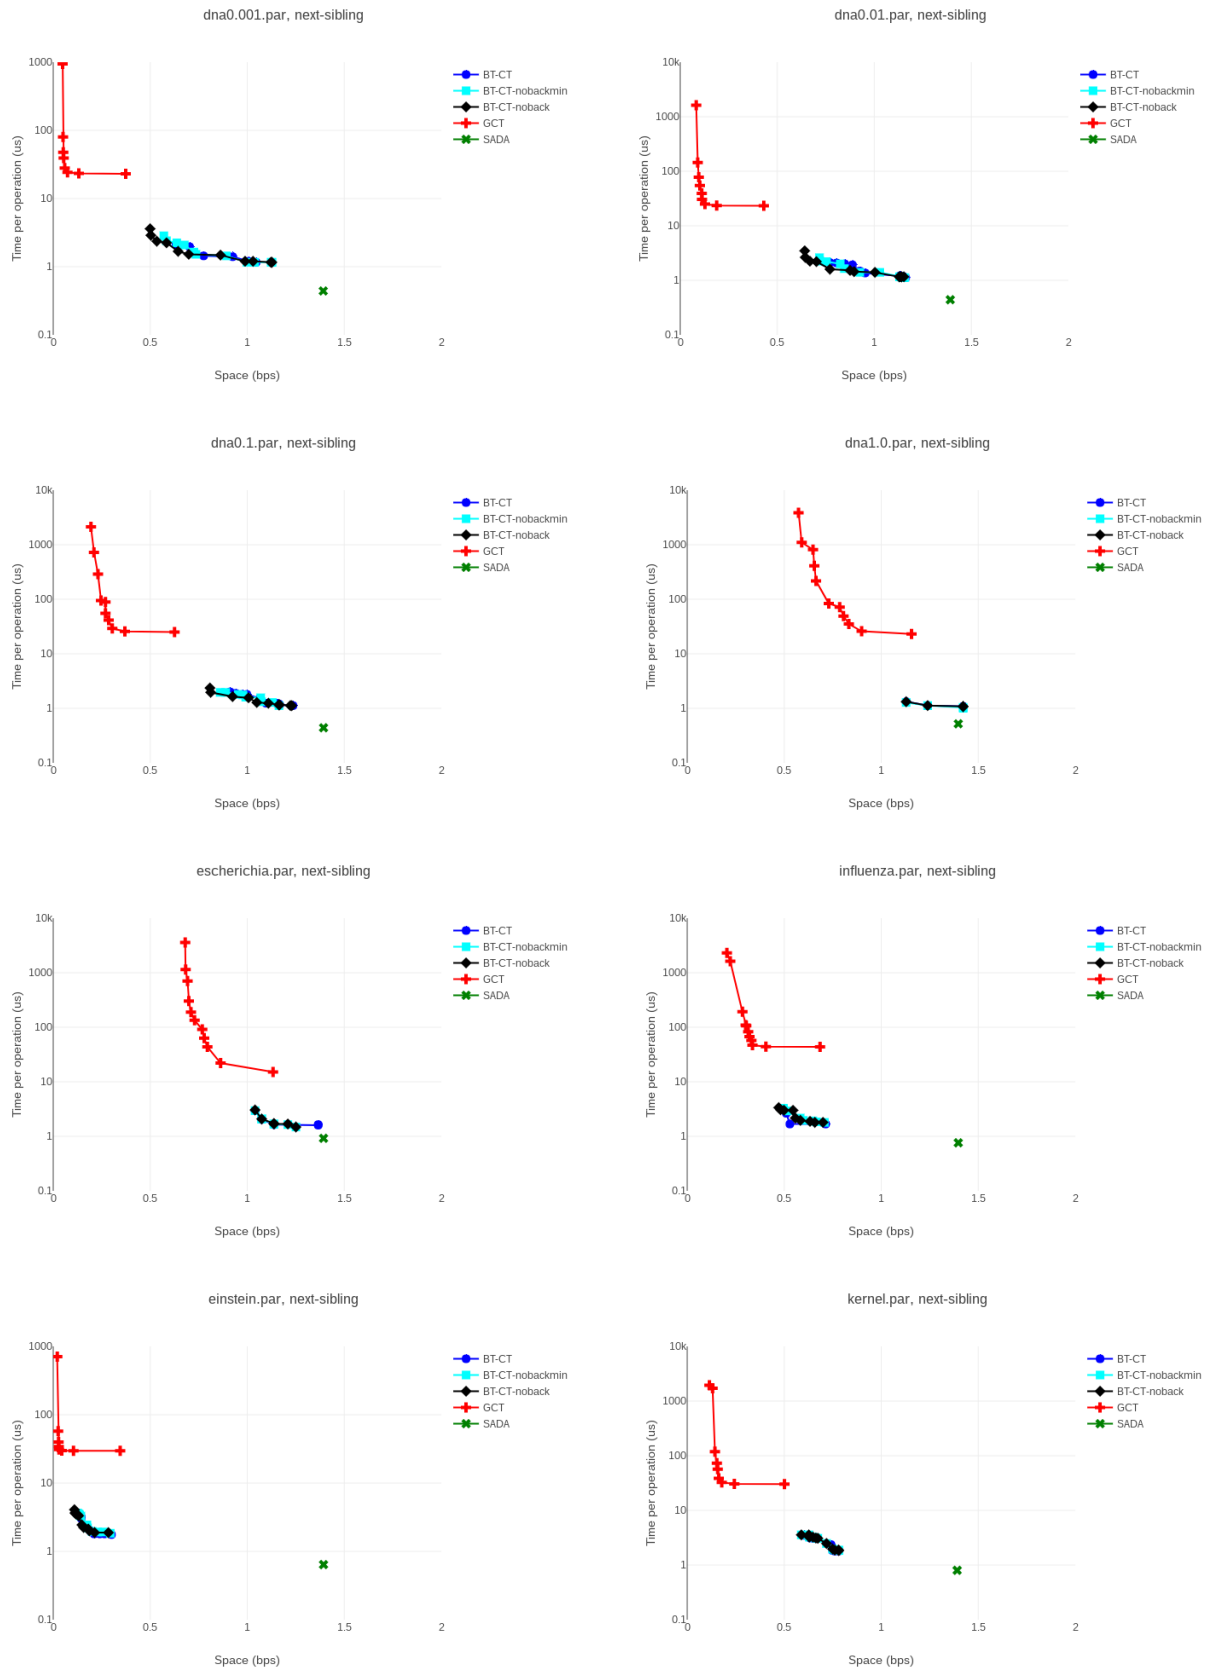 dna0.001.par, next-sibling
1000
100
10
1
0.1
0
0.5
1
1.5
2
Time per operation (us)
Space (bps)
BT-CT
BT-CT-nobackmin
BT-CT-noback
GCT
SADA
dna0.01.par, next-sibling
10k
1000
100
10
1
0.1
0
0.5
1
1.5
2
Time per operation (us)
Space (bps)
BT-CT
BT-CT-nobackmin
BT-CT-noback
GCT
SADA
dna0.1.par, next-sibling
10k
1000
100
10
1
0.1
0
0.5
1
1.5
2
Time per operation (us)
Space (bps)
BT-CT
BT-CT-nobackmin
BT-CT-noback
GCT
SADA
dna1.0.par, next-sibling
10k
1000
100
10
1
0.1
0
0.5
1
1.5
2
Time per operation (us)
Space (bps)
BT-CT
BT-CT-nobackmin
BT-CT-noback
GCT
SADA
escherichia.par, next-sibling
10k
1000
100
10
1
0.1
0
0.5
1
1.5
2
Time per operation (us)
Space (bps)
BT-CT
BT-CT-nobackmin
BT-CT-noback
GCT
SADA
influenza.par, next-sibling
10k
1000
100
10
1
0.1
0
0.5
1
1.5
2
Time per operation (us)
Space (bps)
BT-CT
BT-CT-nobackmin
BT-CT-noback
GCT
SADA
einstein.par, next-sibling
1000
100
10
1
0.1
0
0.5
1
1.5
2
Time per operation (us)
Space (bps)
BT-CT
BT-CT-nobackmin
BT-CT-noback
GCT
SADA
kernel.par, next-sibling
10k
1000
100
10
1
0.1
0
0.5
1
1.5
2
Time per operation (us)
Space (bps)
BT-CT
BT-CT-nobackmin
BT-CT-noback
GCT
SADA